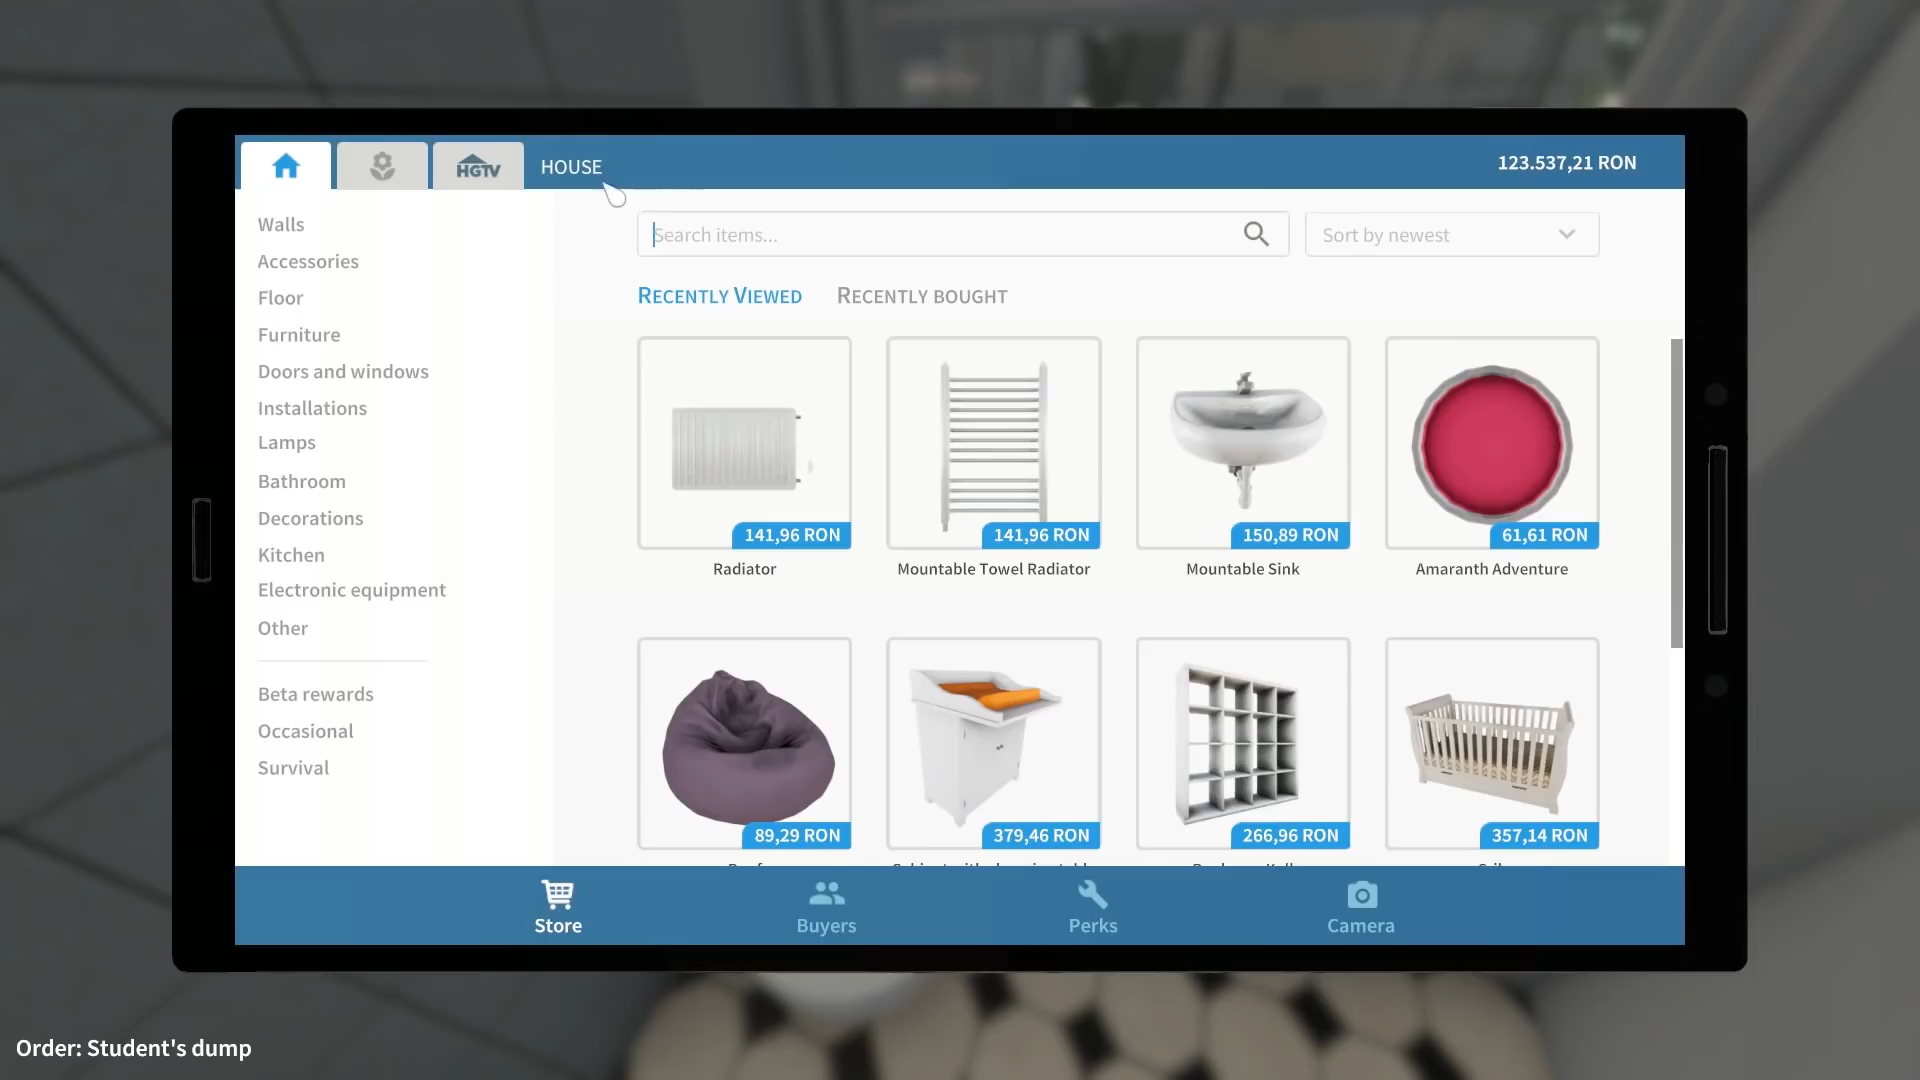 HGTV
HOUSE
123.537,21 RON
Walls
Accessories
Floor
Furniture
Doors and windows
Installations
Lamps
Bathroom
Decorations
Kitchen
Electronic equipment
Other
Beta rewards
Occasional
Survival
Search items...
Sort by newest
RECENTLY VIEWED
RECENTLY BOUGHT
141,96 RON
141,96 RON
150,89 RON
61,61 RON
Radiator
Mountable Towel Radiator
Mountable Sink
Amaranth Adventure
89,29 RON
379,46 RON
266,96 RON
357,14 RON
Store
Buyers
Perks
Camera
Order: Student's dump